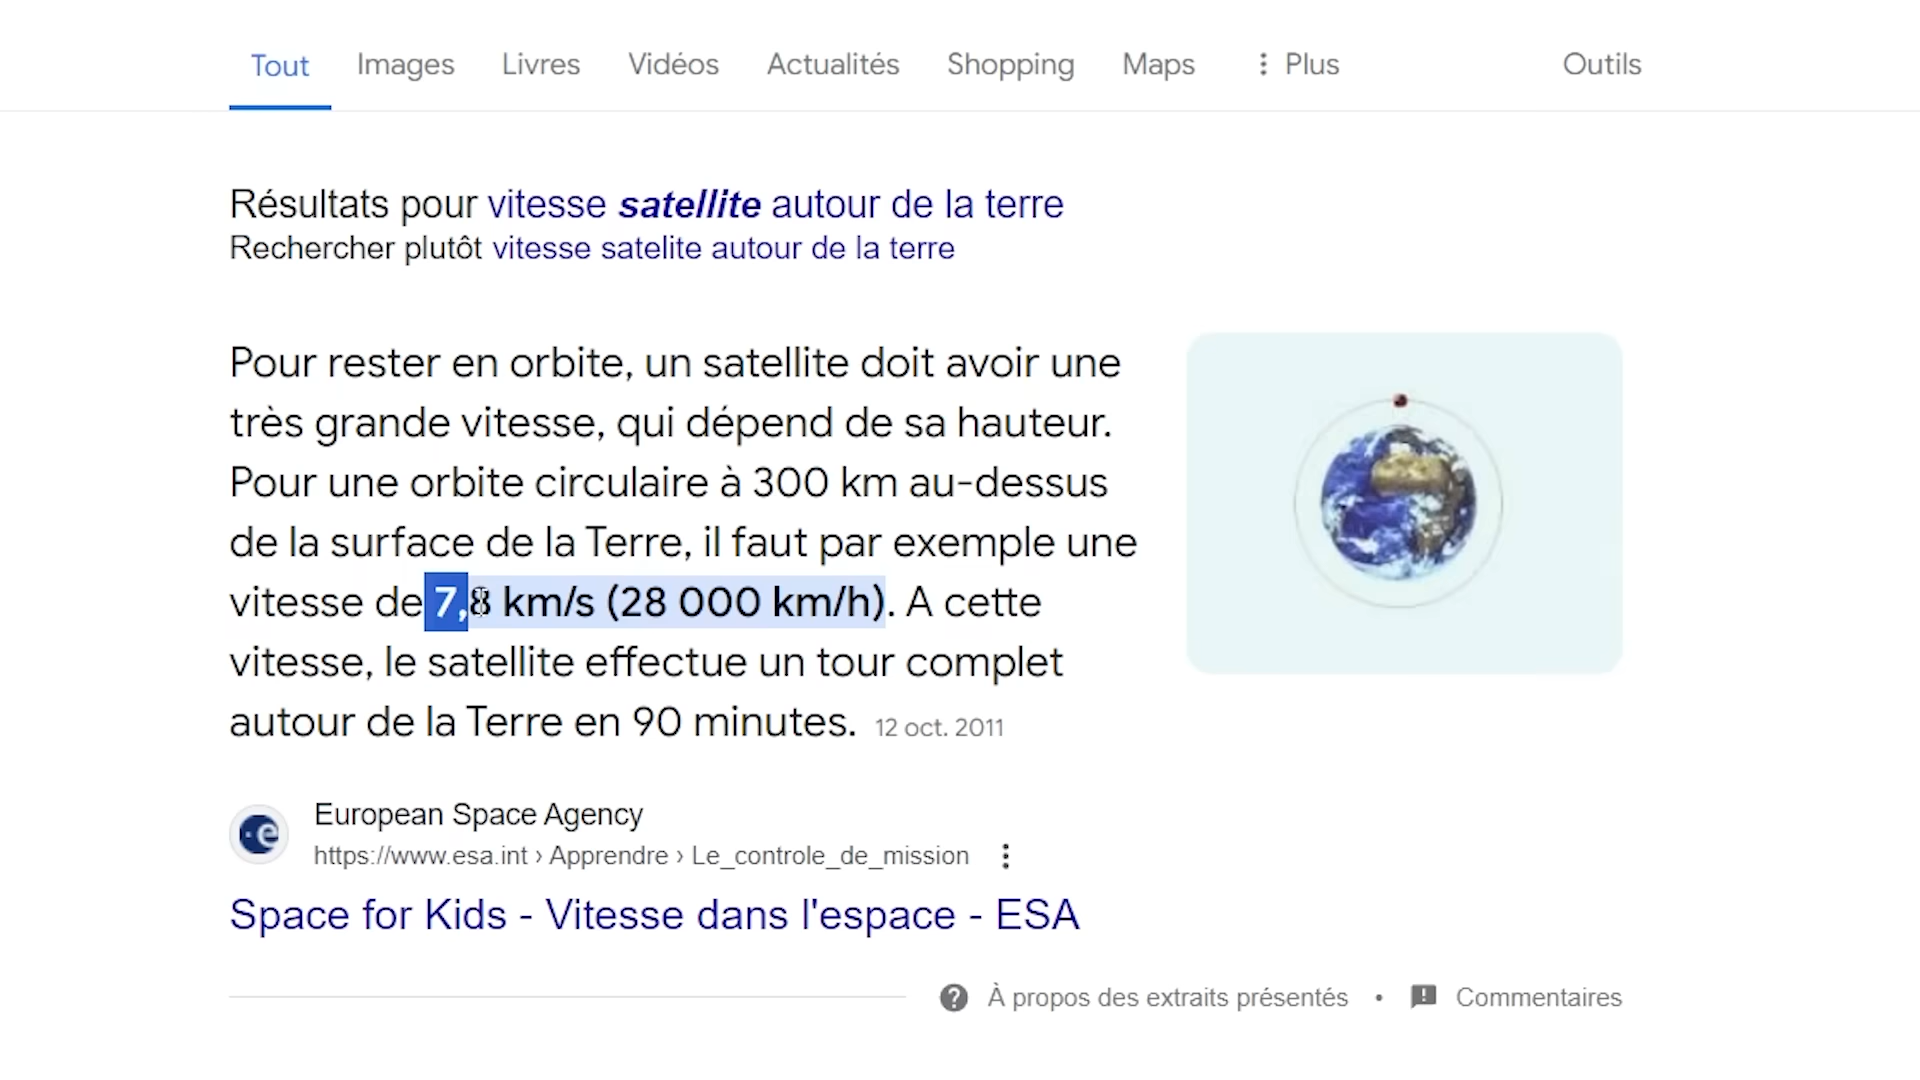 Tout Images Livres Vidéos Actualités Shopping Maps Plus Outils
Résultats pour vitesse satellite autour de la terre
Rechercher plutôt vitesse satelite autour de la terre
Pour rester en orbite, un satellite doit avoir une
très grande vitesse, qui dépend de sa hauteur.
Pour une orbite circulaire à 300 km au-dessus
de la surface de la Terre, il faut par exemple une
vitesse de 7,8 km/s (28 000 km/h). A cette
vitesse, le satellite effectue un tour complet
autour de la Terre en 90 minutes. 12 oct. 2011
European Space Agency
https://www.esa.int › Apprendre › Le_controle_de_mission
Space for Kids - Vitesse dans l'espace - ESA
À propos des extraits présentés • Commentaires